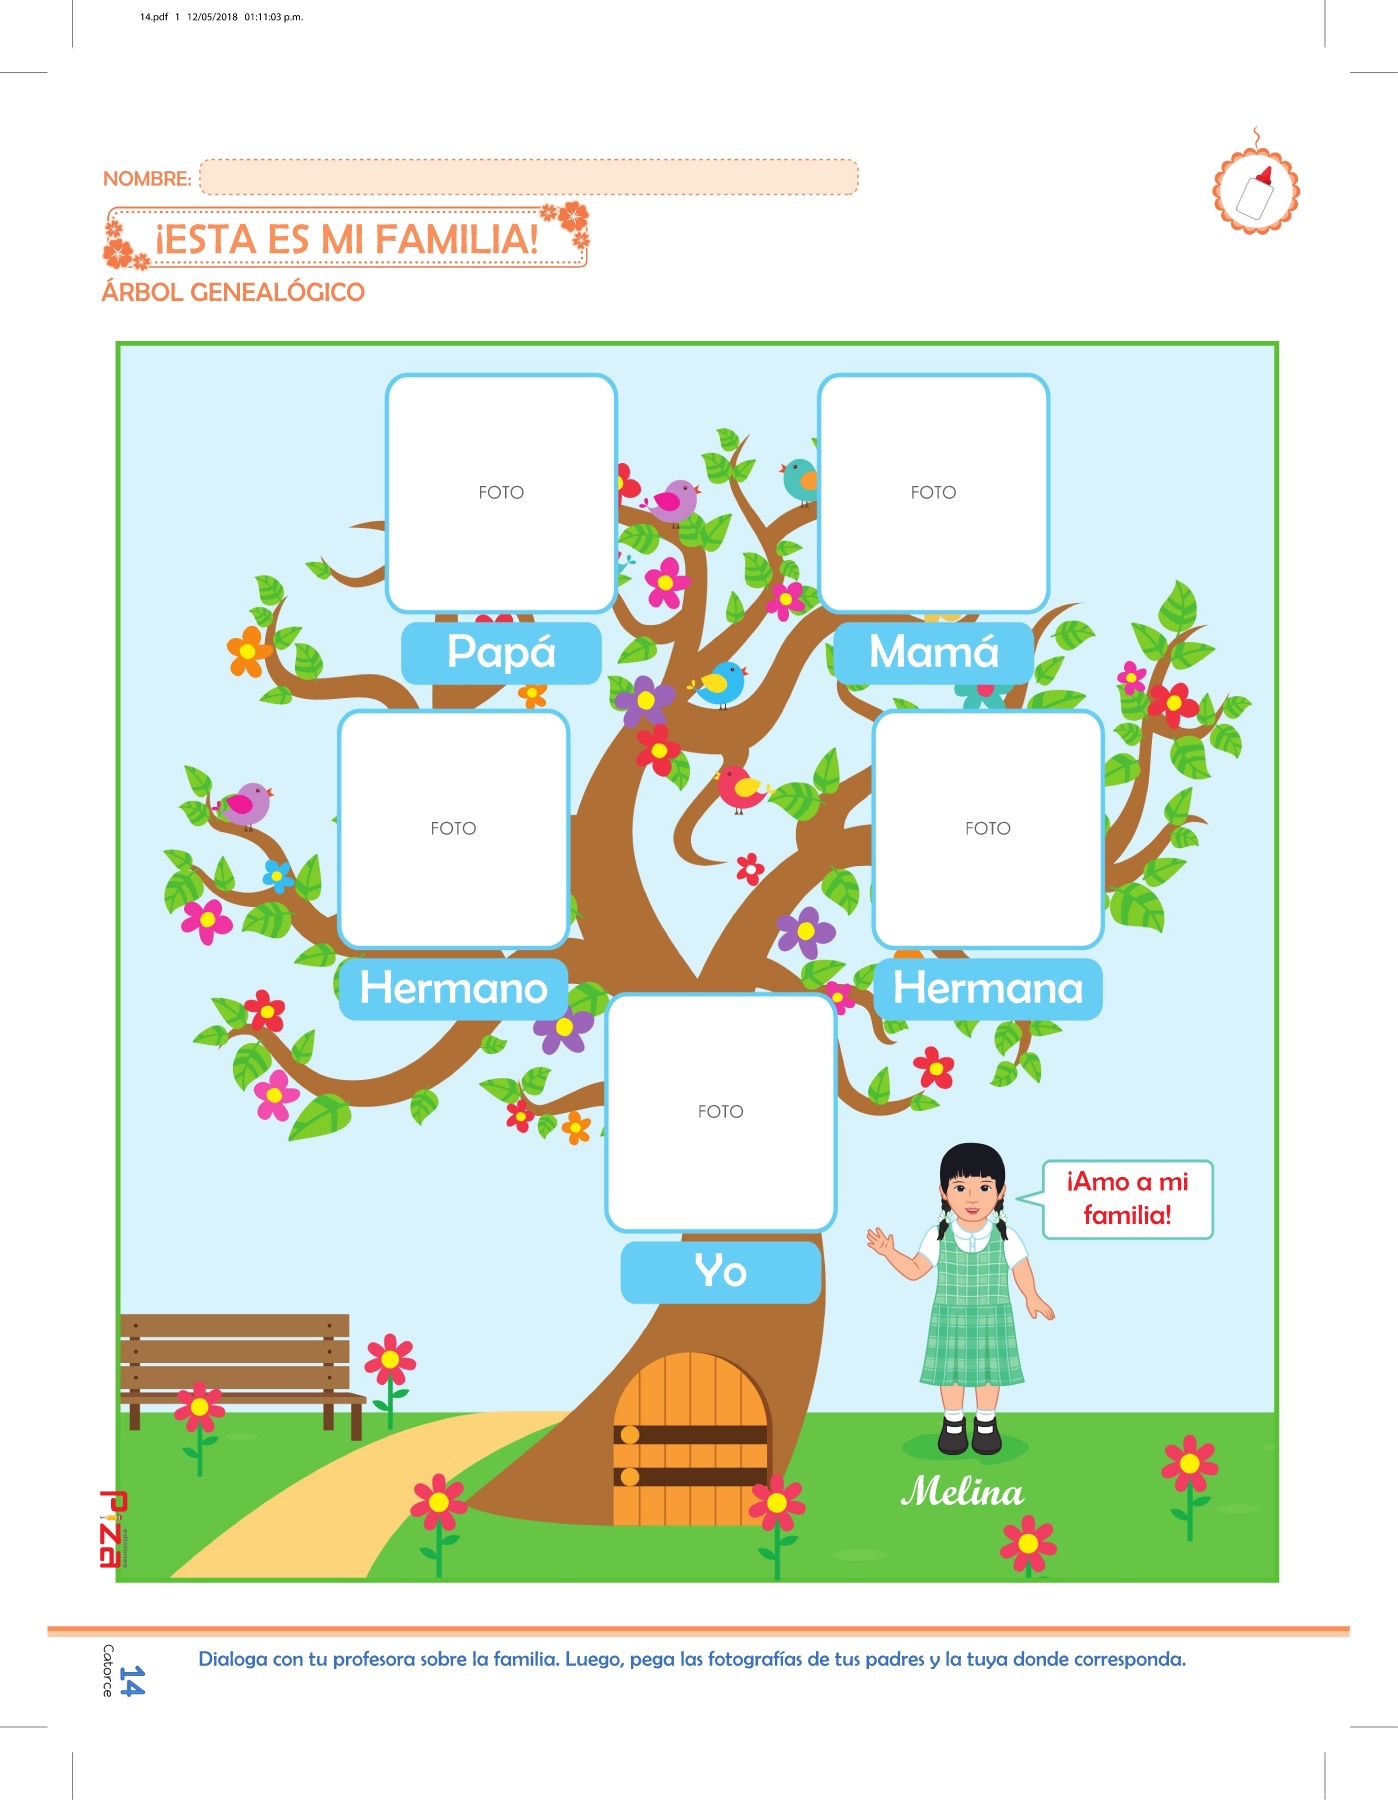 14.pdf 1 12/05/2018 01:11:03 p.m.
NOMBRE:
¡ESTA ES MI FAMILIA!
ÁRBOL GENEALÓGICO
FOTO
FOTO
Papá
Mamá
FOTO
FOTO
Hermano
Hermana
FOTO
Yo
¡Amo a mi
familia!
Melina
Piza
ediciones
14
Catorce
Dialoga con tu profesora sobre la familia. Luego, pega las fotografías de tus padres y la tuya donde corresponda.